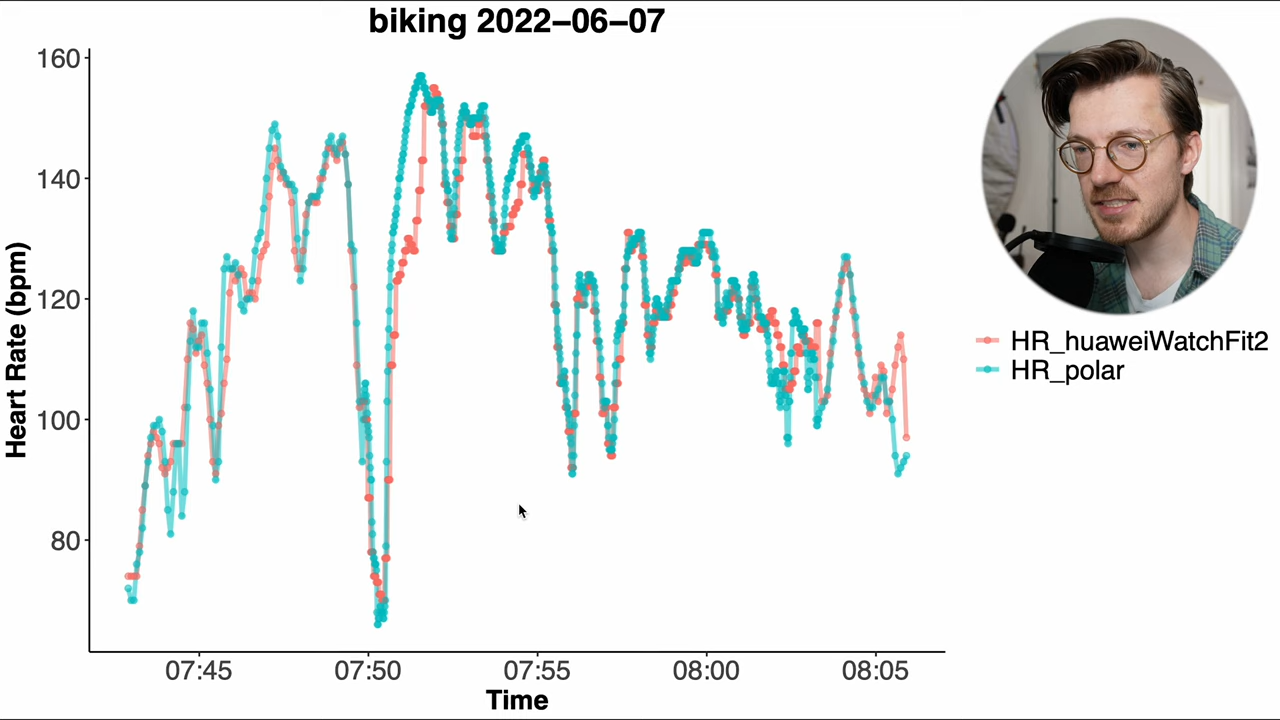 biking 2022–06–07
160
140
120
100
80
Heart Rate (bpm)
07:45
07:50
07:55
08:00
08:05
Time
HR_huaweiWatchFit2
HR_polar